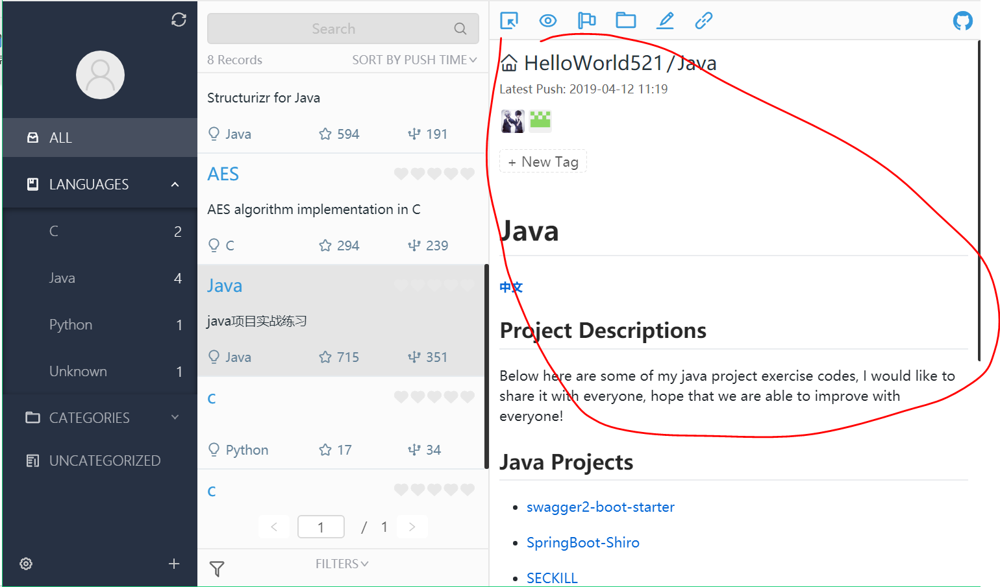 ALL
LANGUAGES
C 2
Java 4
Python 1
Unknown 1
CATEGORIES
UNCATEGORIZED
Search
8 Records SORT BY PUSH TIME
Structurizr for Java
Java 594 191
AES
AES algorithm implementation in C
C 294 239
Java
java项目实战练习
Java 715 351
C
Python 17 34
C
1 / 1
FILTERS
HelloWorld521/Java
Latest Push: 2019-04-12 11:19
+ New Tag
Java
中文
Project Descriptions
Below here are some of my java project exercise codes, I would like to
share it with everyone, hope that we are able to improve with
everyone!
Java Projects
swagger2-boot-starter
SpringBoot-Shiro
SECKILL